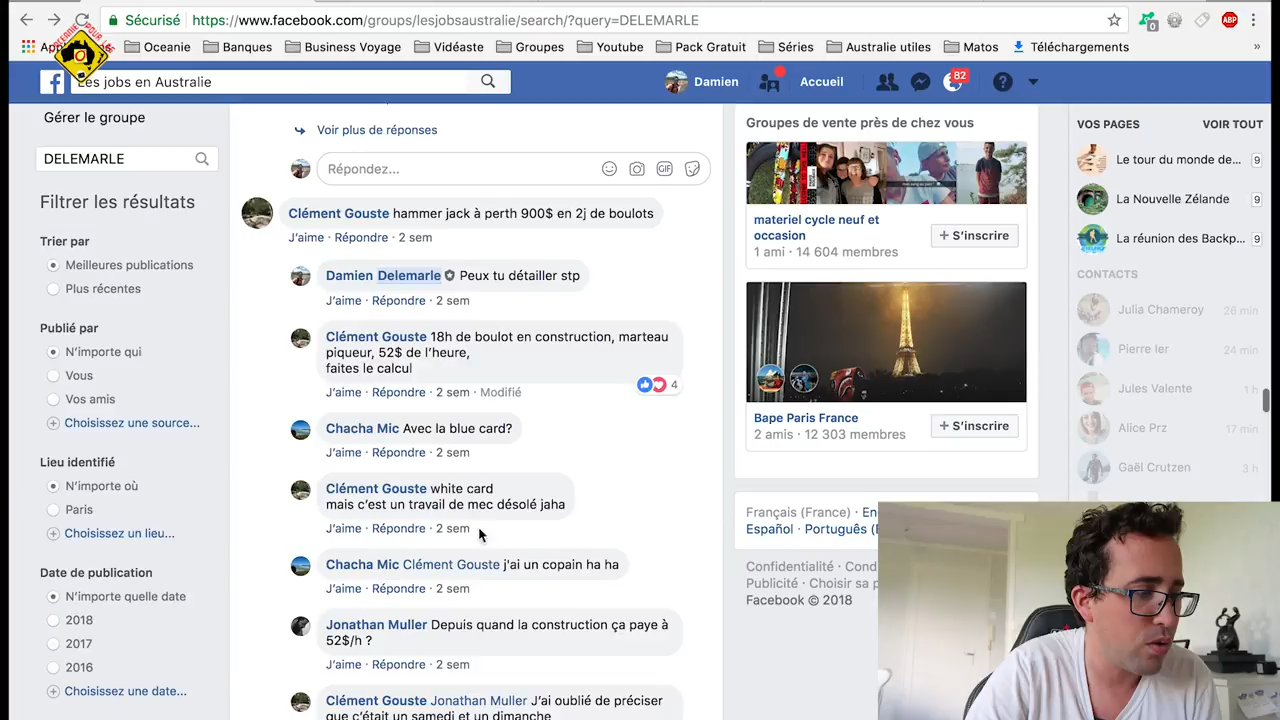 Sécurisé https://www.facebook.com/groups/lesjobsaustralie/search/?query=DELEMARLE
0
ABP
Oceanie Banques Business Voyage Vidéaste Groupes Youtube Pack Gratuit Séries Australie utiles Matos Téléchargements »
Les jobs en Australie
Damien Accueil 82
Gérer le groupe
DELEMARLE
Filtrer les résultats
Trier par
Meilleures publications
Plus récentes
Publié par
N'importe qui
Vous
Vos amis
Choisissez une source...
Lieu identifié
N'importe où
Paris
Choisissez un lieu...
Date de publication
N'importe quelle date
2018
2017
2016
Choisissez une date...
Voir plus de réponses
Répondez... GIF
Clément Gouste hammer jack à perth 900$ en 2j de boulots
J'aime · Répondre · 2 sem
Damien Delemarle Peux tu détailler stp
J'aime · Répondre · 2 sem
Clément Gouste 18h de boulot en construction, marteau
piqueur, 52$ de l'heure,
faites le calcul
4
J'aime · Répondre · 2 sem · Modifié
Chacha Mic Avec la blue card?
J'aime · Répondre · 2 sem
Clément Gouste white card
mais c'est un travail de mec désolé jaha
J'aime · Répondre · 2 sem
Chacha Mic Clément Gouste j'ai un copain ha ha
J'aime · Répondre · 2 sem
Jonathan Muller Depuis quand la construction ça paye à
52$/h ?
J'aime · Répondre · 2 sem
Clément Gouste Jonathan Muller J'ai oublié de préciser
que c'était un samedi et un dimanche
Groupes de vente près de chez vous
materiel cycle neuf et
occasion
1 ami · 14 604 membres
+ S'inscrire
Bape Paris France
2 amis · 12 303 membres
+ S'inscrire
Français (France) ·
Español · Português
Confidentialité ·
Publicité · Choisir sa
Facebook © 2018
VOS PAGES VOIR TOUT
Le tour du monde de... 9
La Nouvelle Zélande 9
La réunion des Backp... 9
CONTACTS
Julia Chameroy 26 min
Pierre Ier 24 min
Jules Valente 1 h
Alice Prz 17 min
Gaël Crutzen 3 h